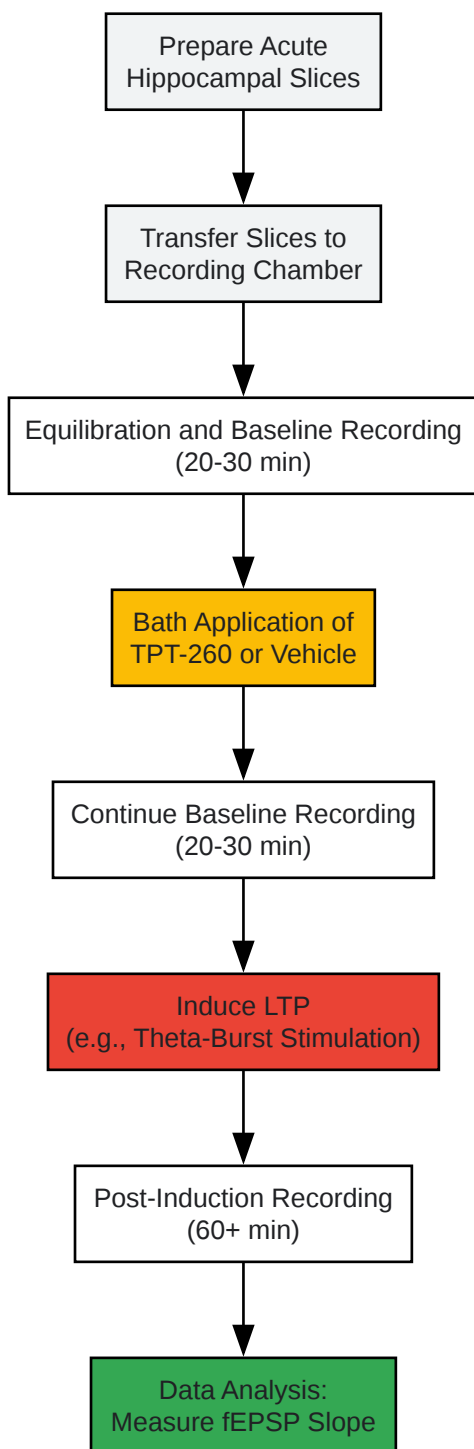 Prepare Acute
Hippocampal Slices
Transfer Slices to
Recording Chamber
Equilibration and Baseline Recording
(20-30 min)
Bath Application of
TPT-260 or Vehicle
Continue Baseline Recording
(20-30 min)
Induce LTP
(e.g., Theta-Burst Stimulation)
Post-Induction Recording
(60+ min)
Data Analysis:
Measure fEPSP Slope